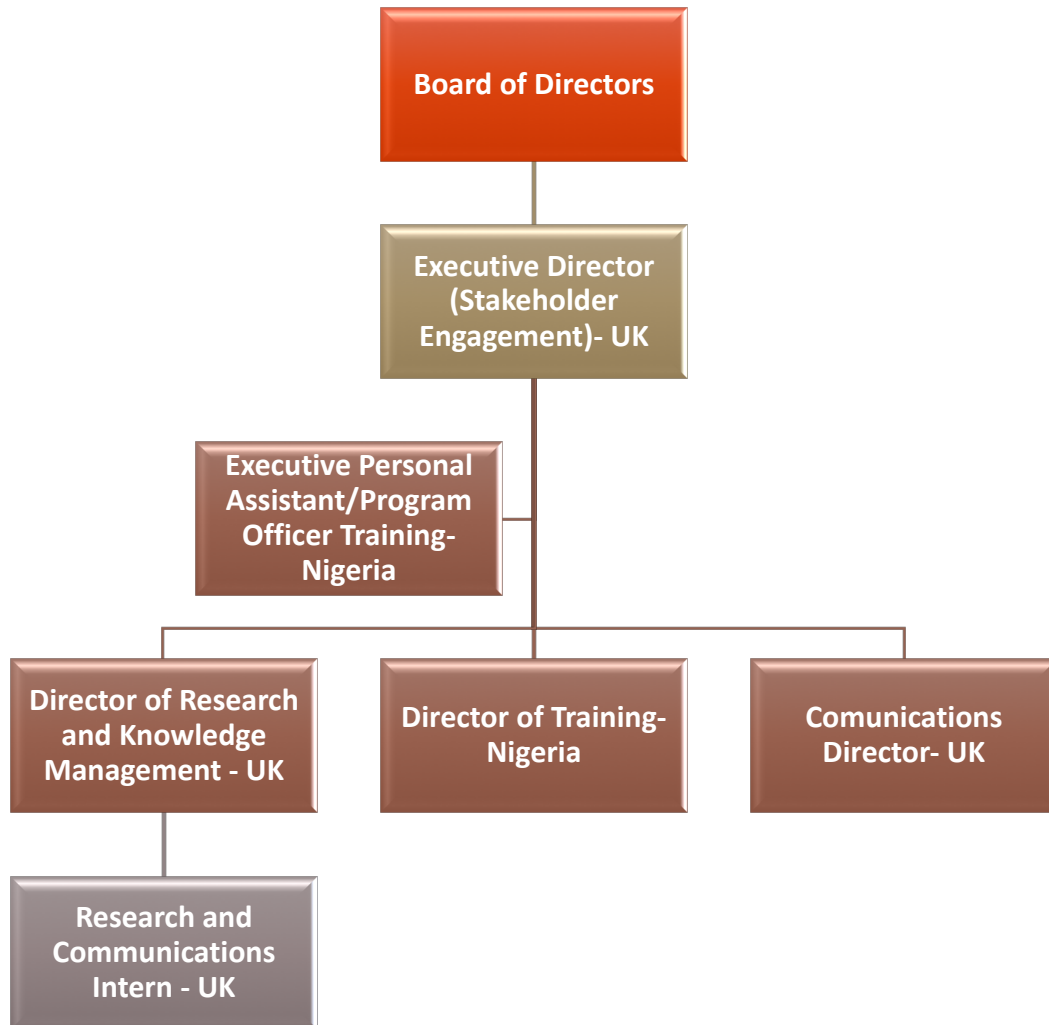 Board of Directors
Executive Director
(Stakeholder
Engagement)- UK
Executive Personal
Assistant/Program
Officer Training-
Nigeria
Director of Research
and Knowledge
Management - UK
Director of Training-
Nigeria
Comunications
Director- UK
Research and
Communications
Intern - UK